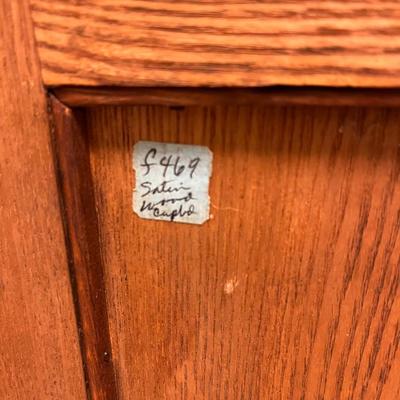 f 469
Satin
Wood
Cupbd